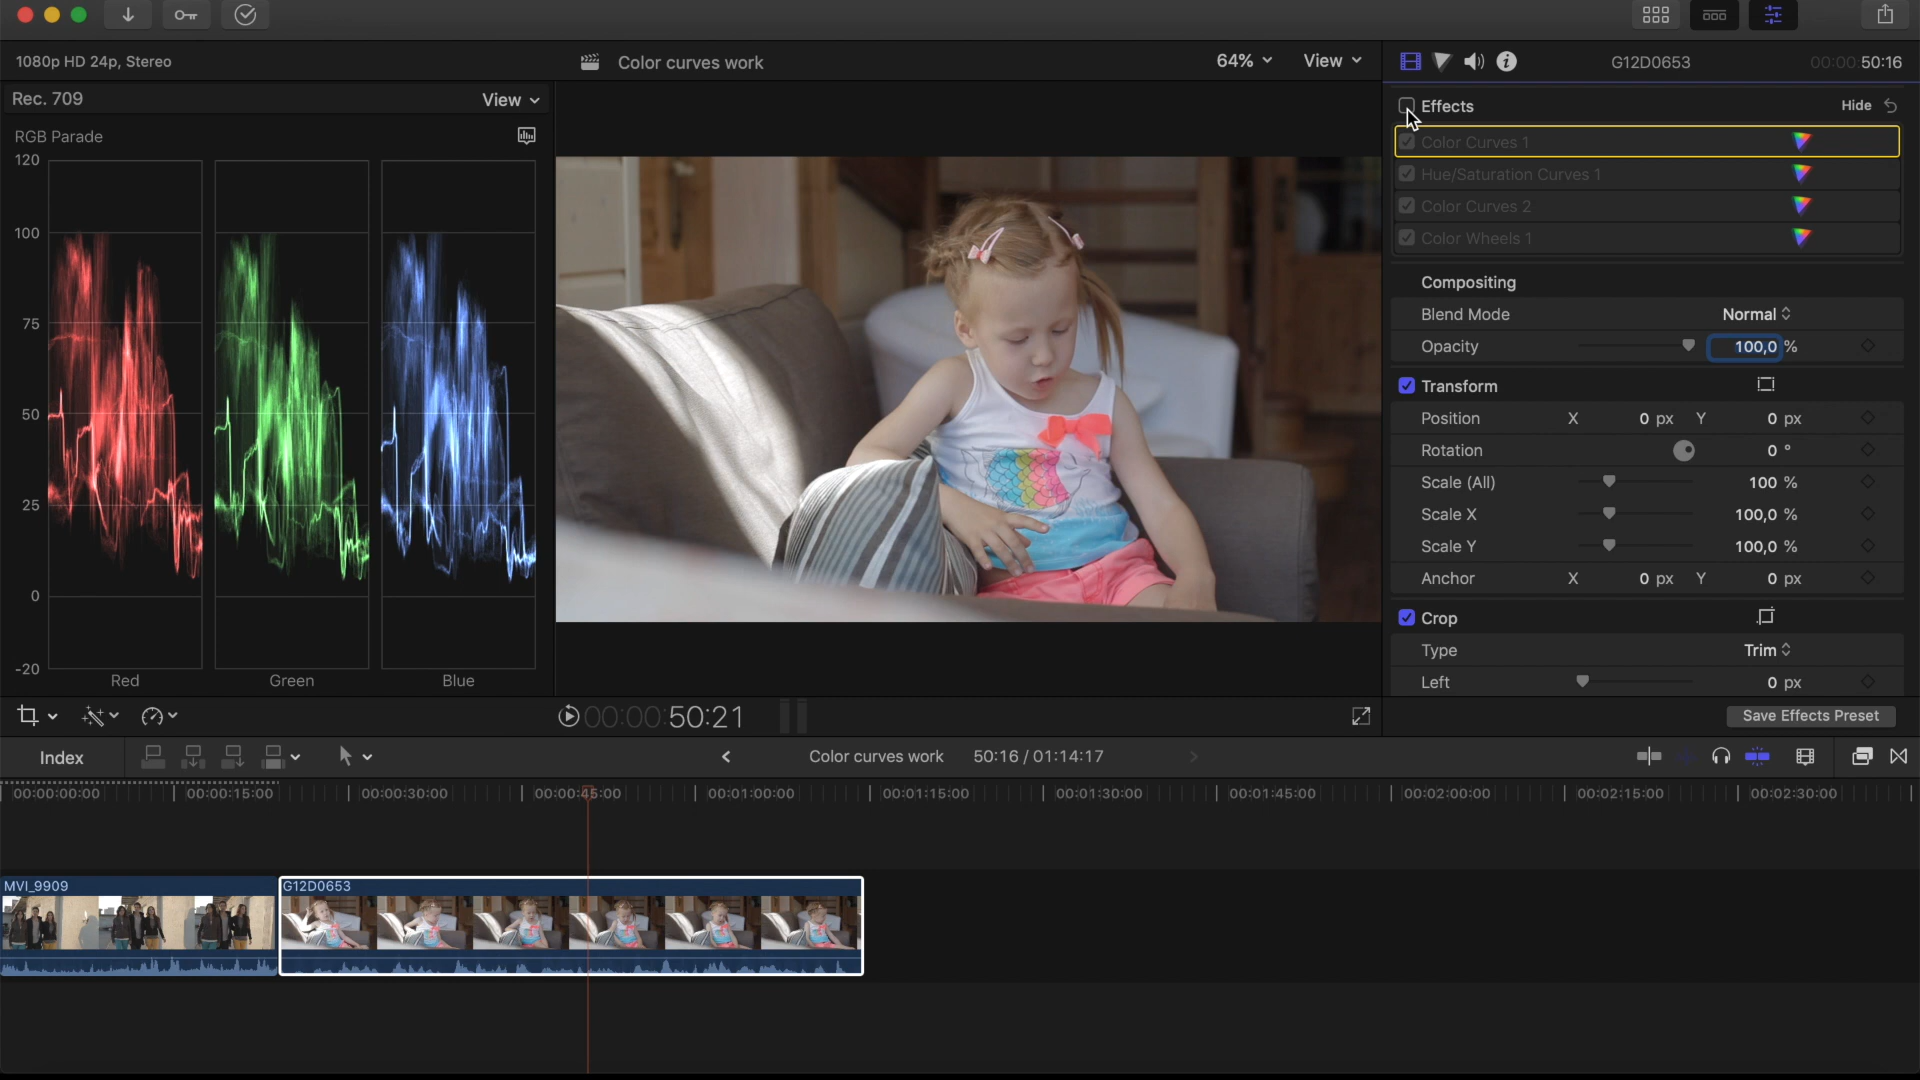 1080p HD 24p, Stereo
Color curves work
64%
View
G12D0653
00:00:50:16
Rec. 709
View
Effects
Hide
RGB Parade
Color Curves 1
Hue/Saturation Curves 1
Color Curves 2
Color Wheels 1
120
100
75
50
25
0
-20
Red
Green
Blue
Compositing
Blend Mode
Normal
Opacity
100,0 %
Transform
Position X 0 px Y 0 px
Rotation 0 °
Scale (All) 100 %
Scale X 100,0 %
Scale Y 100,0 %
Anchor X 0 px Y 0 px
Crop
Type Trim
Left 0 px
00:00:50:21
Save Effects Preset
Index
Color curves work
50:16 / 01:14:17
00:00:00:00
00:00:15:00
00:00:30:00
00:00:45:00
00:01:00:00
00:01:15:00
00:01:30:00
00:01:45:00
00:02:00:00
00:02:15:00
00:02:30:00
MVI_9909
G12D0653